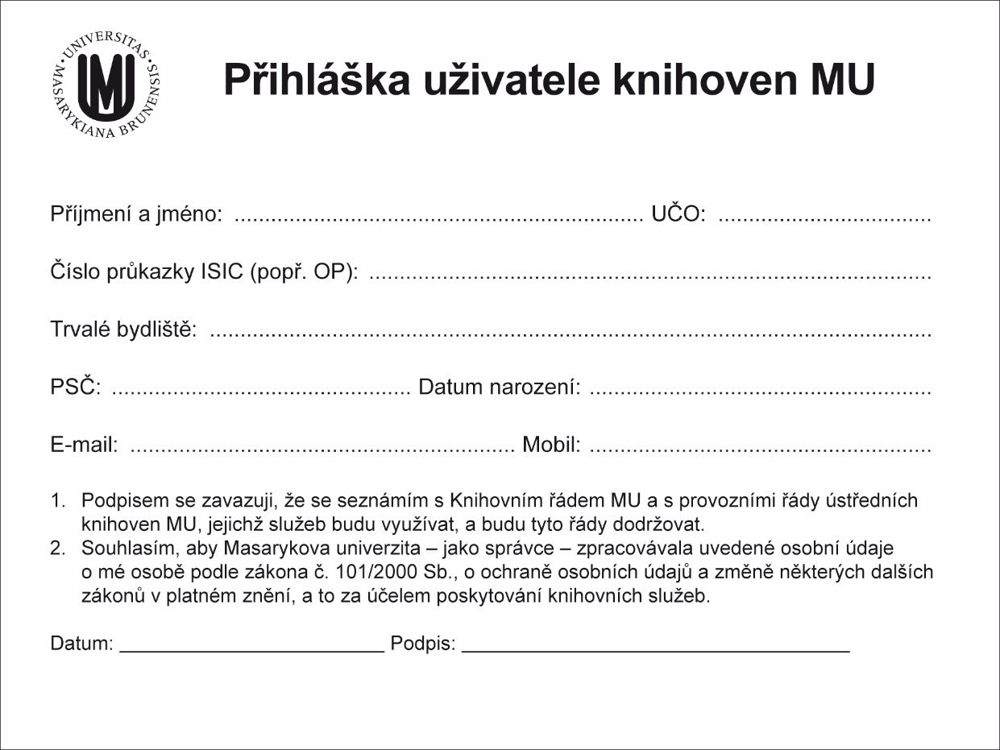 UNIVERSITAS MASARYKIANA BRUNENSIS
MU
Přihláška uživatele knihoven MU
Příjmení a jméno: ................................................................... UČO: ...................................
Číslo průkazky ISIC (popř. OP): ............................................................................................
Trvalé bydliště: ......................................................................................................................
PSČ: ................................................. Datum narození: ........................................................
E-mail: ............................................................... Mobil: ........................................................
1. Podpisem se zavazuji, že se seznámím s Knihovním řádem MU a s provozními řády ústředních
knihoven MU, jejichž služeb budu využívat, a budu tyto řády dodržovat.
2. Souhlasím, aby Masarykova univerzita – jako správce – zpracovávala uvedené osobní údaje
o mé osobě podle zákona č. 101/2000 Sb., o ochraně osobních údajů a změně některých dalších
zákonů v platném znění, a to za účelem poskytování knihovních služeb.
Datum: _________________________ Podpis: _____________________________________